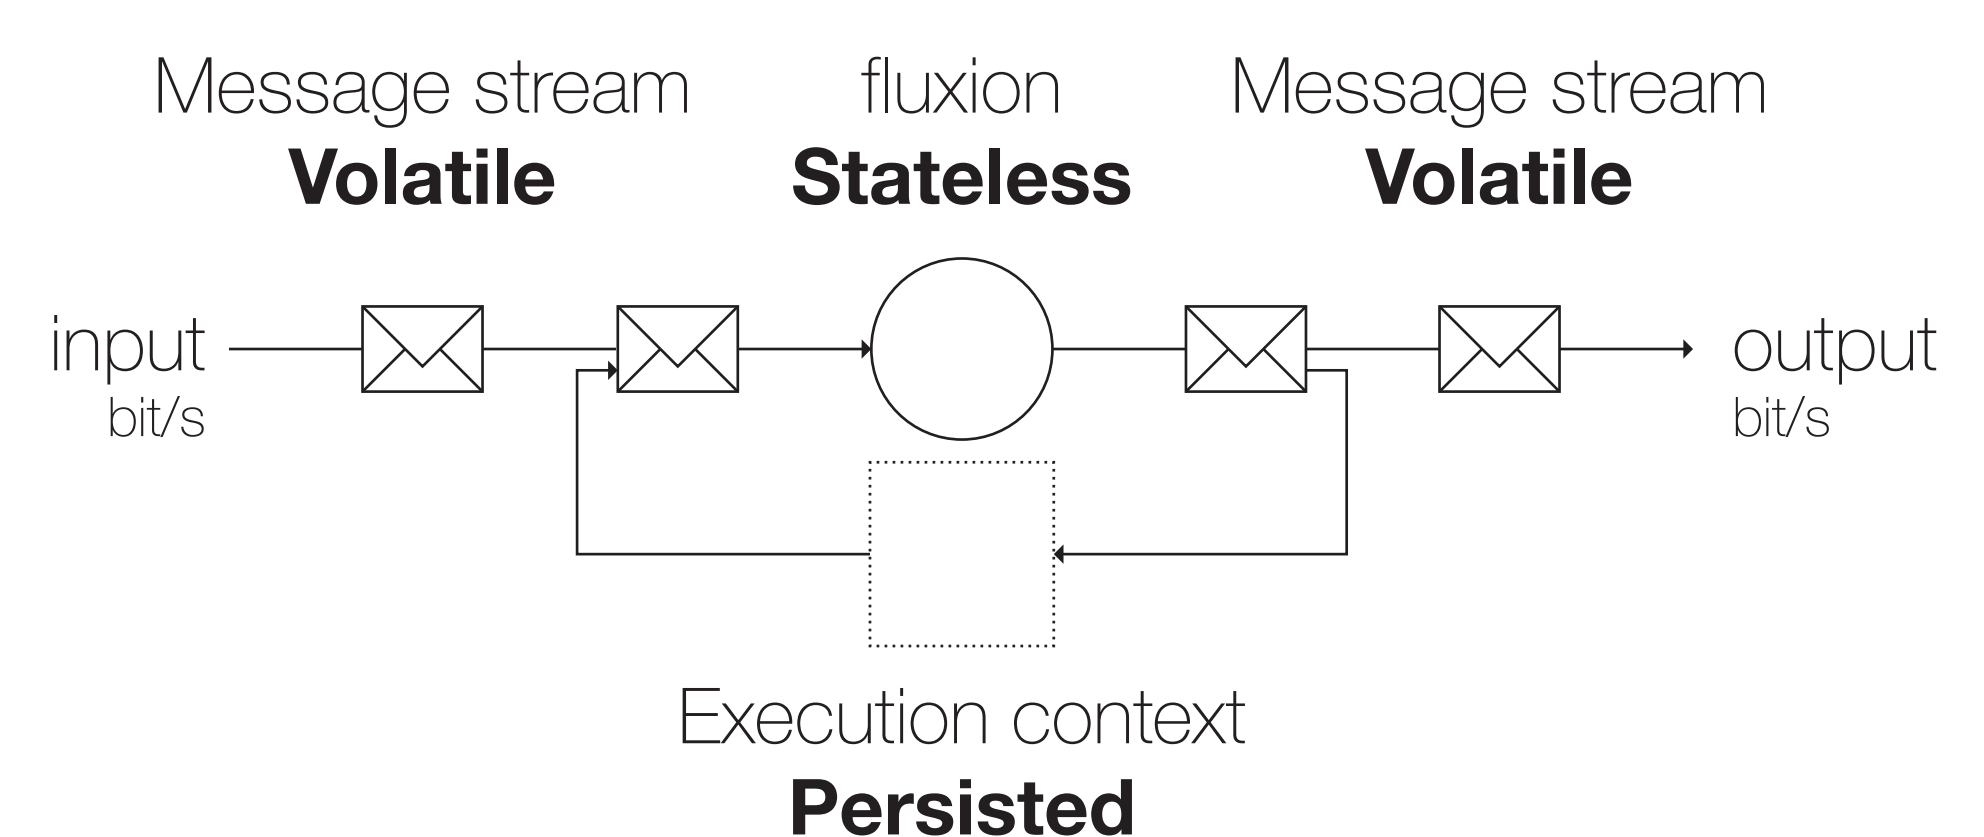 Message stream
Volatile
fluxion
Stateless
Message stream
Volatile
input
bit/s
output
bit/s
Execution context
Persisted